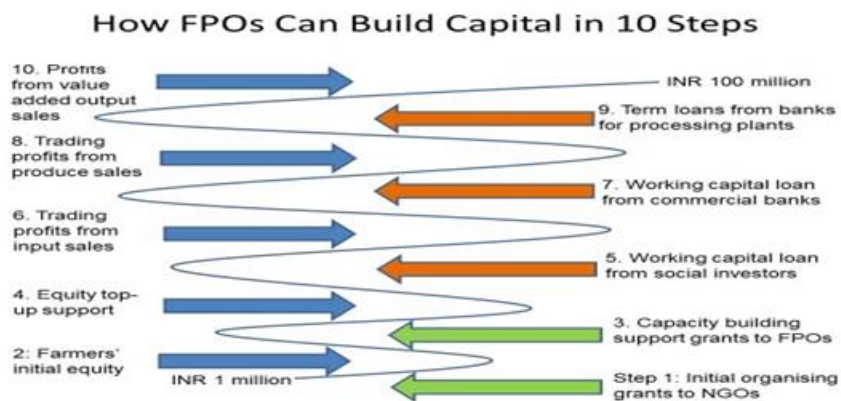 How FPOs Can Build Capital in 10 Steps
10. Profits
from value
added output
sales
INR 100 million
9. Term loans from banks
for processing plants
8. Trading
profits from
produce sales
7. Working capital loan
from commercial banks
6. Trading
profits from
input sales
5. Working capital loan
from social investors
4. Equity top-
up support
3. Capacity building
support grants to FPOs
2: Farmers'
initial equity
INR 1 million
Step 1: Initial organising
grants to NGOs